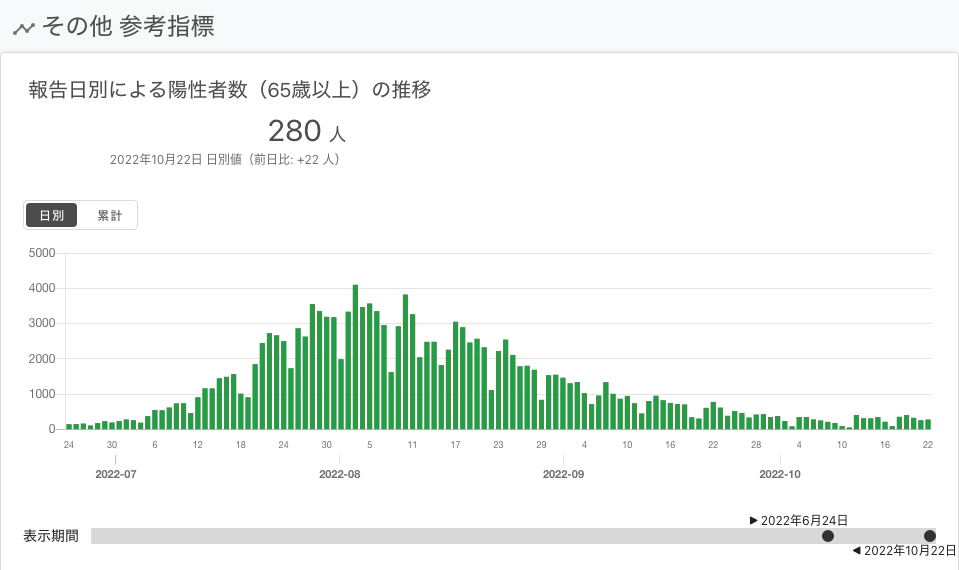 その他 参考指標
報告日別による陽性者数（65歳以上）の推移
280 人
2022年10月22日 日別値（前日比: +22 人）
日別 累計
5000
4000
3000
2000
1000
0
24 30 6 12 18 24 30 5 11 17 23 29 4 10 16 22 28 4 10 16 22
2022-07 2022-08 2022-09 2022-10
▶ 2022年6月24日
表示期間
◀ 2022年10月22日